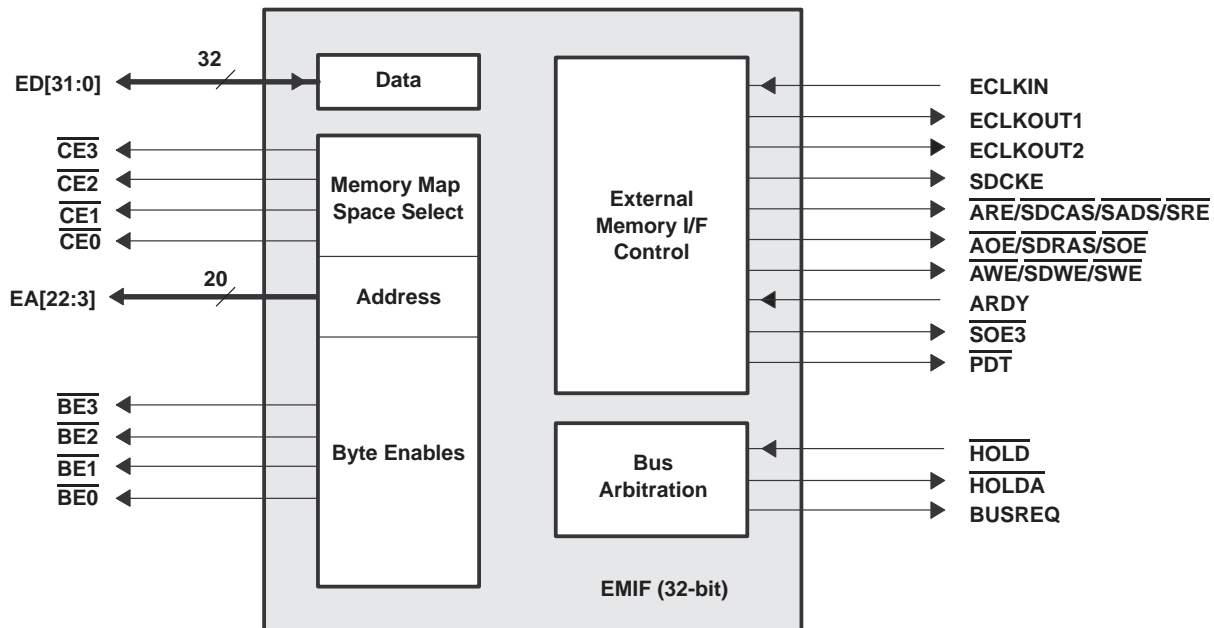 32
ED[31:0]
Data
CE3
CE2
CE1
CE0
Memory Map
Space Select
20
EA[22:3]
Address
BE3
BE2
BE1
BE0
Byte Enables
External
Memory I/F
Control
ECLKIN
ECLKOUT1
ECLKOUT2
SDCKE
ARE/SDCAS/SADS/SRE
AOE/SDRAS/SOE
AWE/SDWE/SWE
ARDY
SOE3
PDT
Bus
Arbitration
HOLD
HOLDA
BUSREQ
EMIF (32-bit)